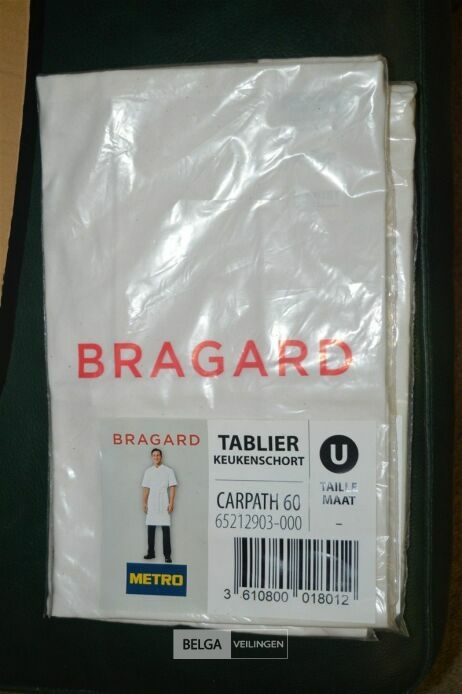 BRAGARD
BRAGARD
TABLIER
KEUKENSCHORT
U
TAILLE
MAAT
-
CARPATH 60
65212903-000
METRO
3 610800 018012
BELGA VEILINGEN